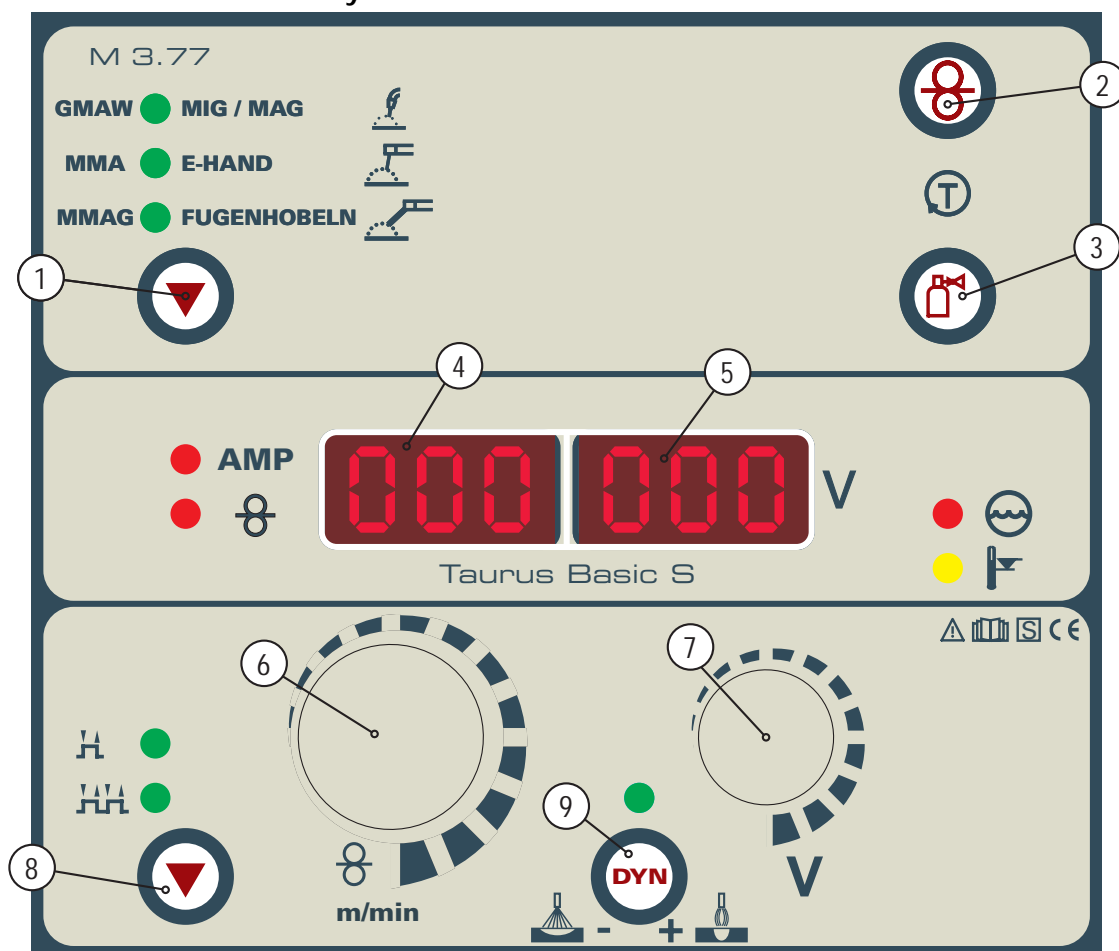 M 3.77
GMAW MIG / MAG
MMA E-HAND
MMAG FUGENHOBELN
T
1
2
3
4
5
AMP
000 000 V
Taurus Basic S
S CE
6
7
8
9
m/min
DYN
- +
V